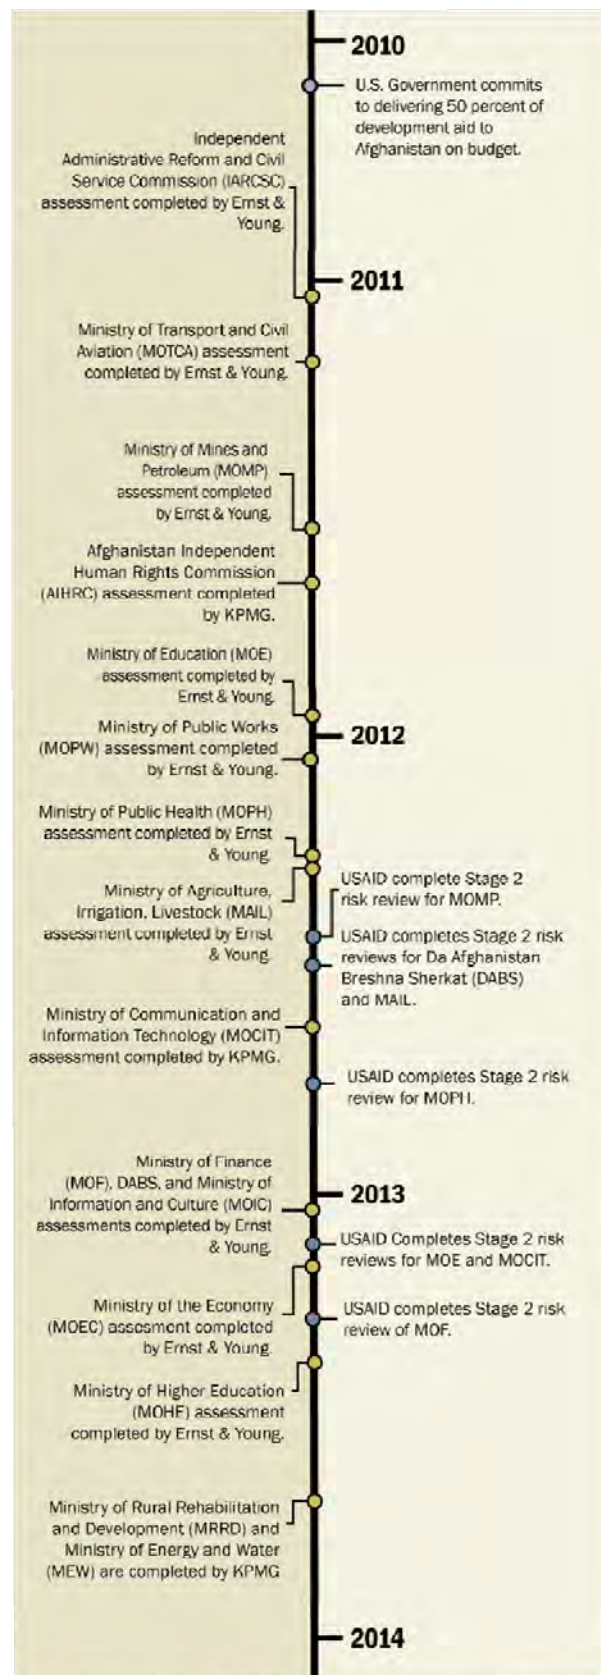 2010
U.S. Government commits
to delivering 50 percent of
development aid to
Afghanistan on budget.
Independent
Administrative Reform and Civil
Service Commission (IARCSC)
assessment completed by Ernst &
Young.
2011
Ministry of Transport and Civil
Aviation (MOTCA) assessment
completed by Ernst & Young.
Ministry of Mines and
Petroleum (MOMP)
assessment completed
by Ernst & Young.
Afghanistan Independent
Human Rights Commission
(AIHRC) assessment completed
by KPMG.
Ministry of Education (MOE)
assessment completed by
Ernst & Young.
2012
Ministry of Public Works
(MOPW) assessment completed
by Ernst & Young.
Ministry of Public Health (MOPH)
assessment completed by Ernst
& Young.
Ministry of Agriculture,
Irrigation, Livestock (MAIL)
assessment completed by Ernst
& Young.
USAID complete Stage 2
risk review for MOMP.
USAID completes Stage 2 risk
reviews for Da Afghanistan
Breshna Sherkat (DABS)
and MAIL.
Ministry of Communication and
Information Technology (MOCIT)
assessment completed by KPMG.
USAID completes Stage 2 risk
review for MOPH.
Ministry of Finance
(MOF), DABS, and Ministry of
Information and Culture (MOIC)
assessments completed by Ernst
& Young.
2013
USAID Completes Stage 2 risk
reviews for MOE and MOCIT.
Ministry of the Economy
(MOEC) assesment completed
by Ernst & Young.
USAID completes Stage 2 risk
review of MOF.
Ministry of Higher Education
(MOHE) assessment
completed by Ernst & Young.
Ministry of Rural Rehabilitation
and Development (MRRD) and
Ministry of Energy and Water
(MEW) are completed by KPMG
2014